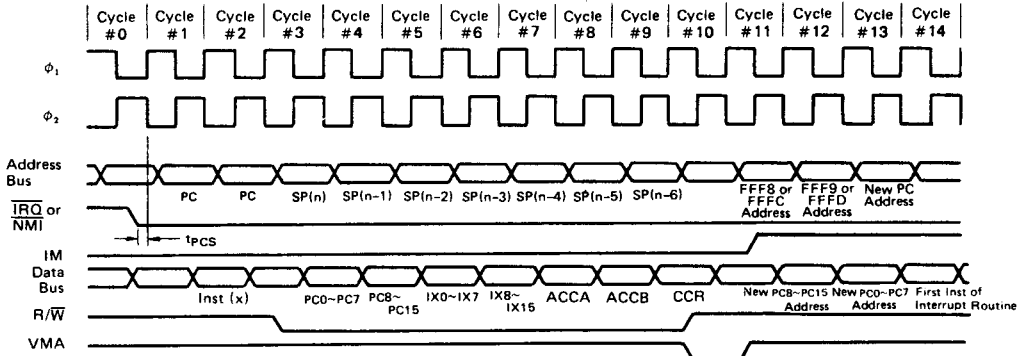 Cycle #0 Cycle #1 Cycle #2 Cycle #3 Cycle #4 Cycle #5 Cycle #6 Cycle #7 Cycle #8 Cycle #9 Cycle #10 Cycle #11 Cycle #12 Cycle #13 Cycle #14
ϕ1
ϕ2
Address Bus
PC PC SP(n) SP(n-1) SP(n-2) SP(n-3) SP(n-4) SP(n-5) SP(n-6) FFF8 or FFFC Address FFF9 or FFFD Address New PC Address
I̅R̅Q̅ or N̅M̅I̅
tPCS
IM
Data Bus
Inst (x) PC0~PC7 PC8~PC15 IX0~IX7 IX8~IX15 ACCA ACCB CCR New PC8~PC15 Address New PC0~PC7 Address First Inst of Interrupt Routine
R/W̅
VMA